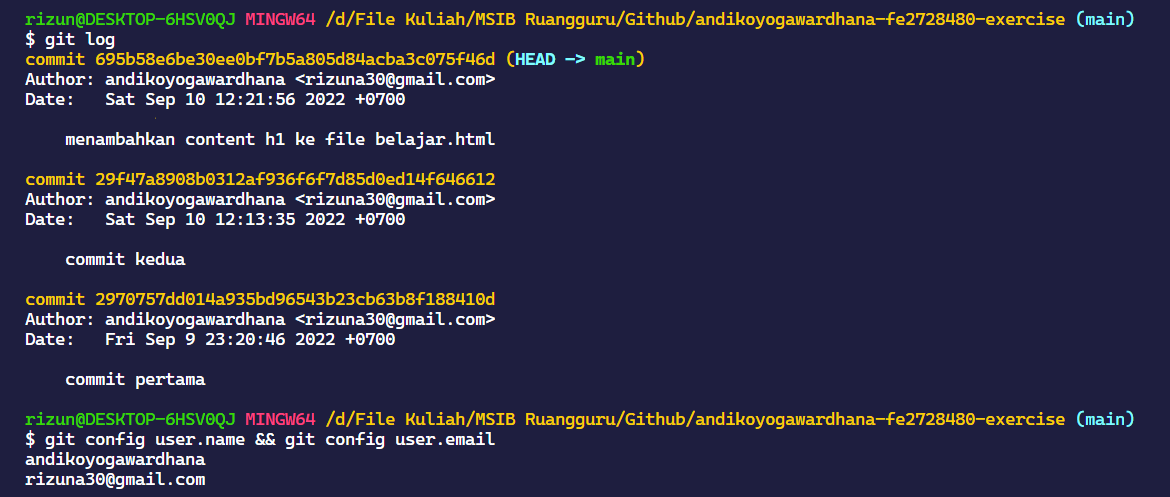 rizun@DESKTOP-6HSV0QJ MINGW64 /d/File Kuliah/MSIB Ruangguru/Github/andikoyogawardhana-fe2728480-exercise (main)
$ git log
commit 695b58e6be30ee0bf7b5a805d84acba3c075f46d (HEAD -> main)
Author: andikoyogawardhana <rizuna30@gmail.com>
Date:   Sat Sep 10 12:21:56 2022 +0700
    menambahkan content h1 ke file belajar.html
commit 29f47a8908b0312af936f6f7d85d0ed14f646612
Author: andikoyogawardhana <rizuna30@gmail.com>
Date:   Sat Sep 10 12:13:35 2022 +0700
    commit kedua
commit 2970757dd014a935bd96543b23cb63b8f188410d
Author: andikoyogawardhana <rizuna30@gmail.com>
Date:   Fri Sep 9 23:20:46 2022 +0700
    commit pertama
rizun@DESKTOP-6HSV0QJ MINGW64 /d/File Kuliah/MSIB Ruangguru/Github/andikoyogawardhana-fe2728480-exercise (main)
$ git config user.name && git config user.email
andikoyogawardhana
rizuna30@gmail.com